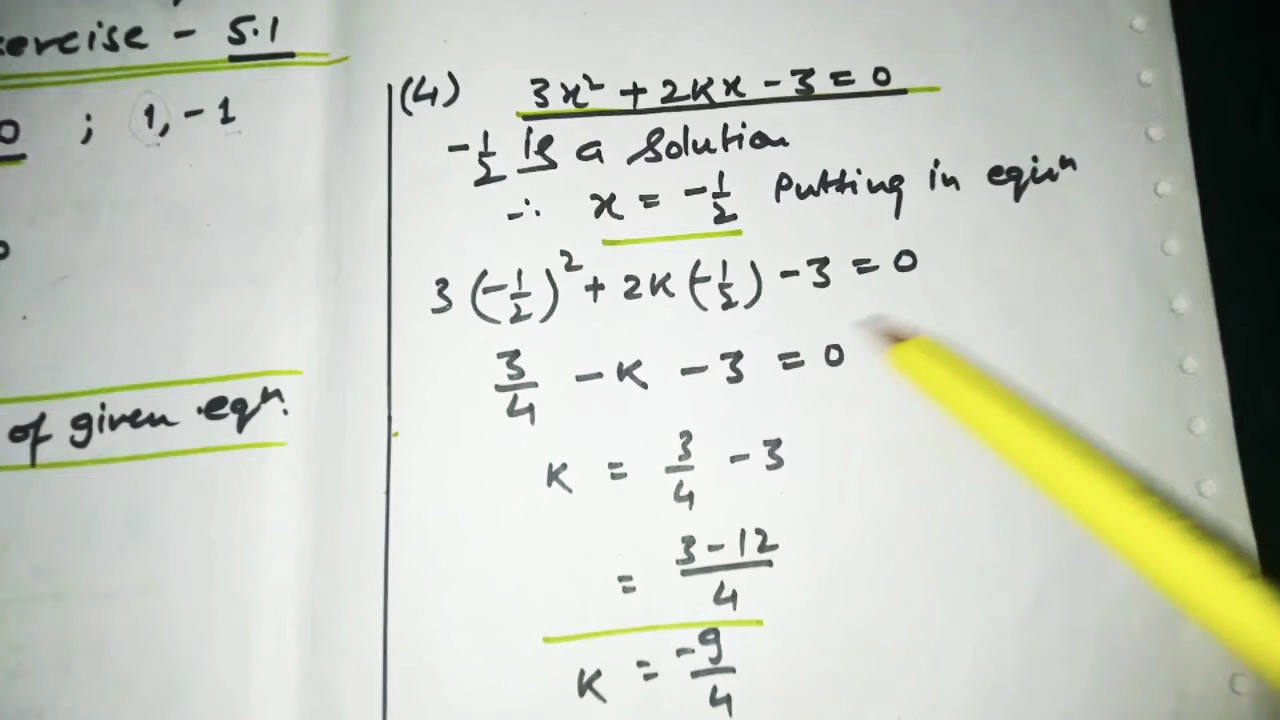 ercise - 5.1
0 ; 1, -1
of given eqn.
(4) 3x² + 2Kx - 3 = 0
-1/2 is a Solution
∴ x = -1/2 Putting in equn
3(-1/2)² + 2K(-1/2) - 3 = 0
3/4 - K - 3 = 0
K = 3/4 - 3
= 3-12/4
K = -9/4